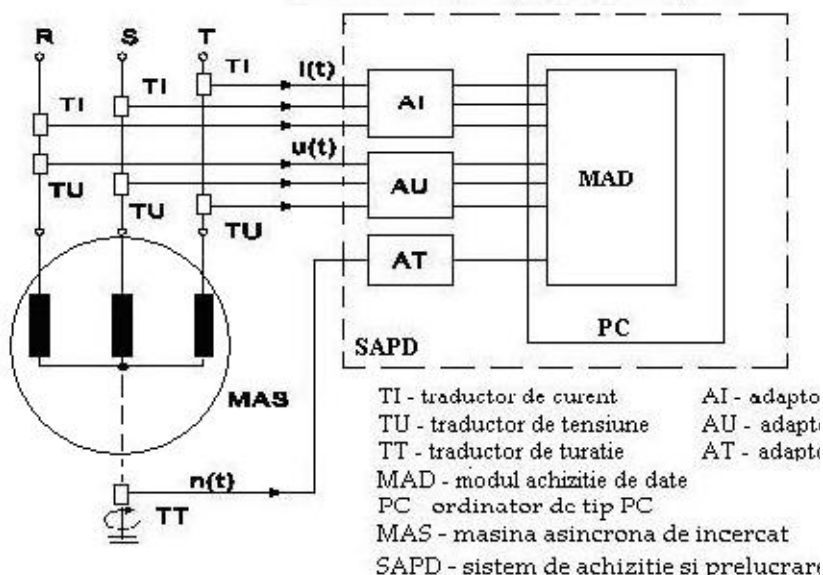 R S T
TI
i(t)
TI
TI
AI
u(t)
TU
TU
TU
AU
MAD
AT
PC
SAPD
MAS
n(t)
TT
TI - traductor de curent AI - adapto
TU - traductor de tensiune AU - adapt
TT - traductor de turatie AT - adapto
MAD - modul achizitie de date
PC ordinator de tip PC
MAS - masina asincrona de incercat
SAPD - sistem de achizitie si prelucrare